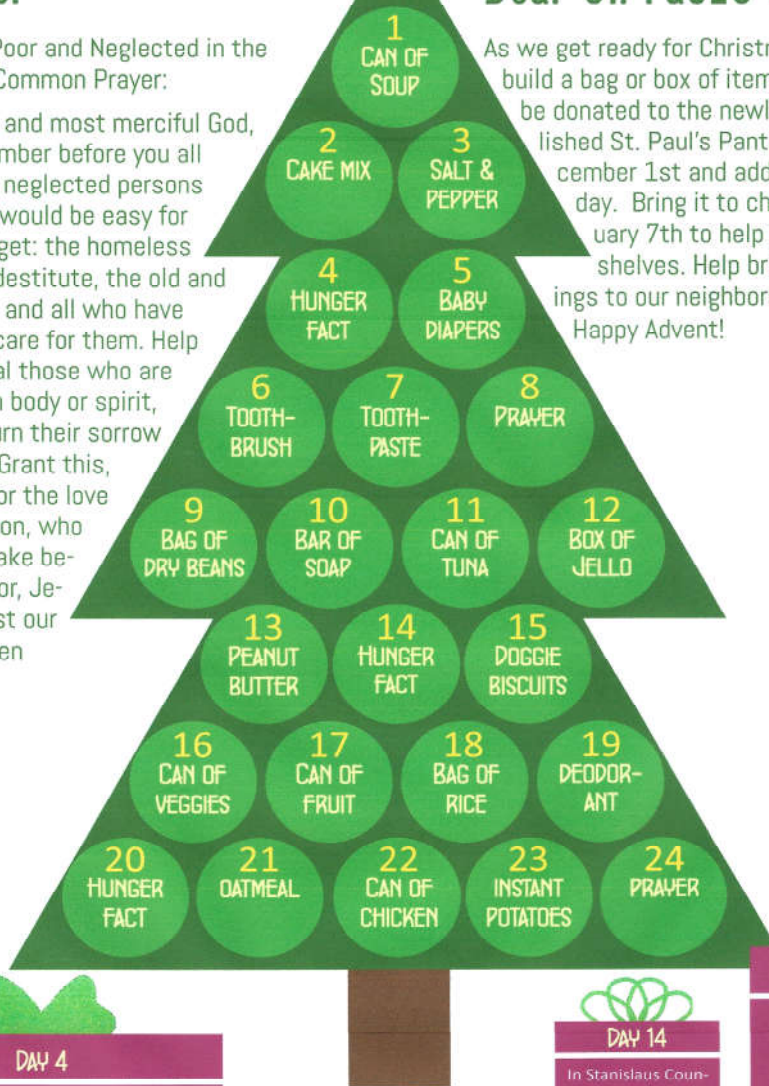 Poor and Neglected in the
Common Prayer:
and most merciful God,
mber before you all
neglected persons
would be easy for
get: the homeless
destitute, the old and
and all who have
care for them. Help
al those who are
body or spirit,
urn their sorrow
Grant this,
or the love
on, who
ake be-
or, Je-
st our
en
As we get ready for Christm
build a bag or box of item
be donated to the newl
lished St. Paul's Pant
cember 1st and add
day. Bring it to ch
uary 7th to help
shelves. Help br
ings to our neighbor
Happy Advent!
1
CAN OF
SOUP
2
CAKE MIX
3
SALT &
PEPPER
4
HUNGER
FACT
5
BABY
DIAPERS
6
TOOTH-
BRUSH
7
TOOTH-
PASTE
8
PRAYER
9
BAG OF
DRY BEANS
10
BAR OF
SOAP
11
CAN OF
TUNA
12
BOX OF
JELLO
13
PEANUT
BUTTER
14
HUNGER
FACT
15
DOGGIE
BISCUITS
16
CAN OF
VEGGIES
17
CAN OF
FRUIT
18
BAG OF
RICE
19
DEODOR-
ANT
20
HUNGER
FACT
21
OATMEAL
22
CAN OF
CHICKEN
23
INSTANT
POTATOES
24
PRAYER
DAY 4
DAY 14
In Stanislaus Coun-